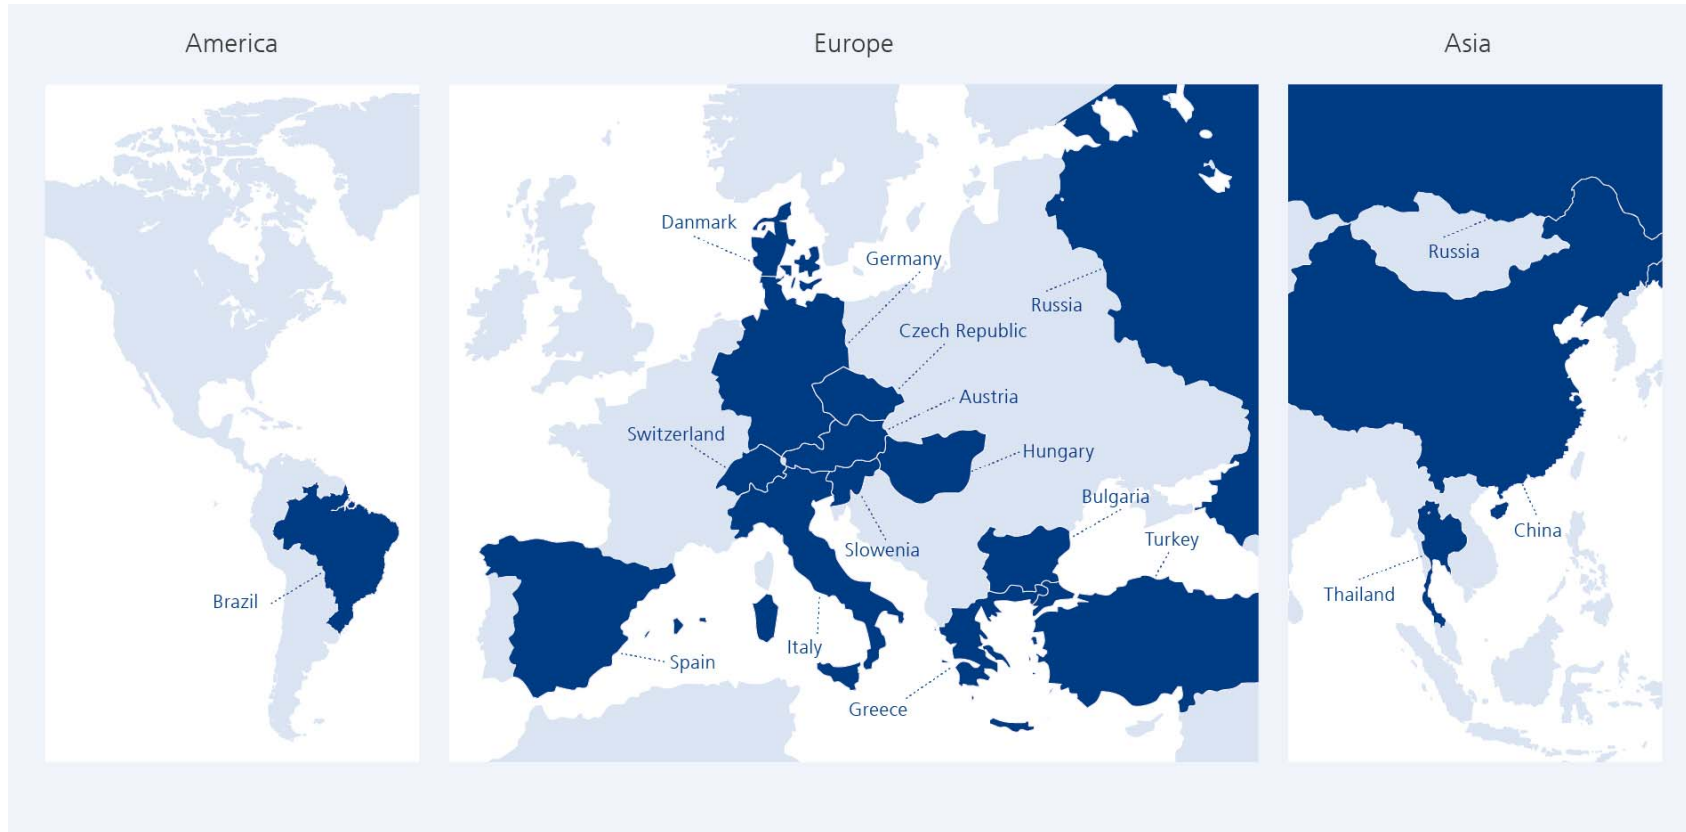 America
Europe
Asia
Danmark
Germany
Russia
Czech Republic
Austria
Switzerland
Hungary
Bulgaria
Slowenia
Turkey
Italy
Spain
Greece
Brazil
Russia
China
Thailand